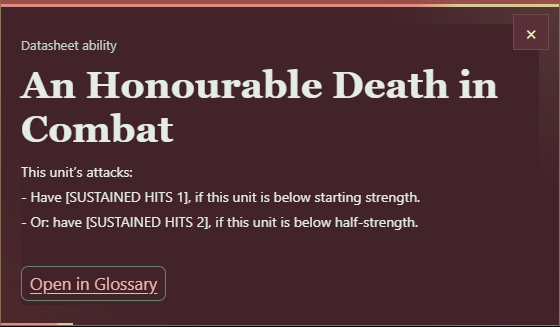 Datasheet ability
×
An Honourable Death in
Combat
This unit’s attacks:
- Have [SUSTAINED HITS 1], if this unit is below starting strength.
- Or: have [SUSTAINED HITS 2], if this unit is below half-strength.
Open in Glossary